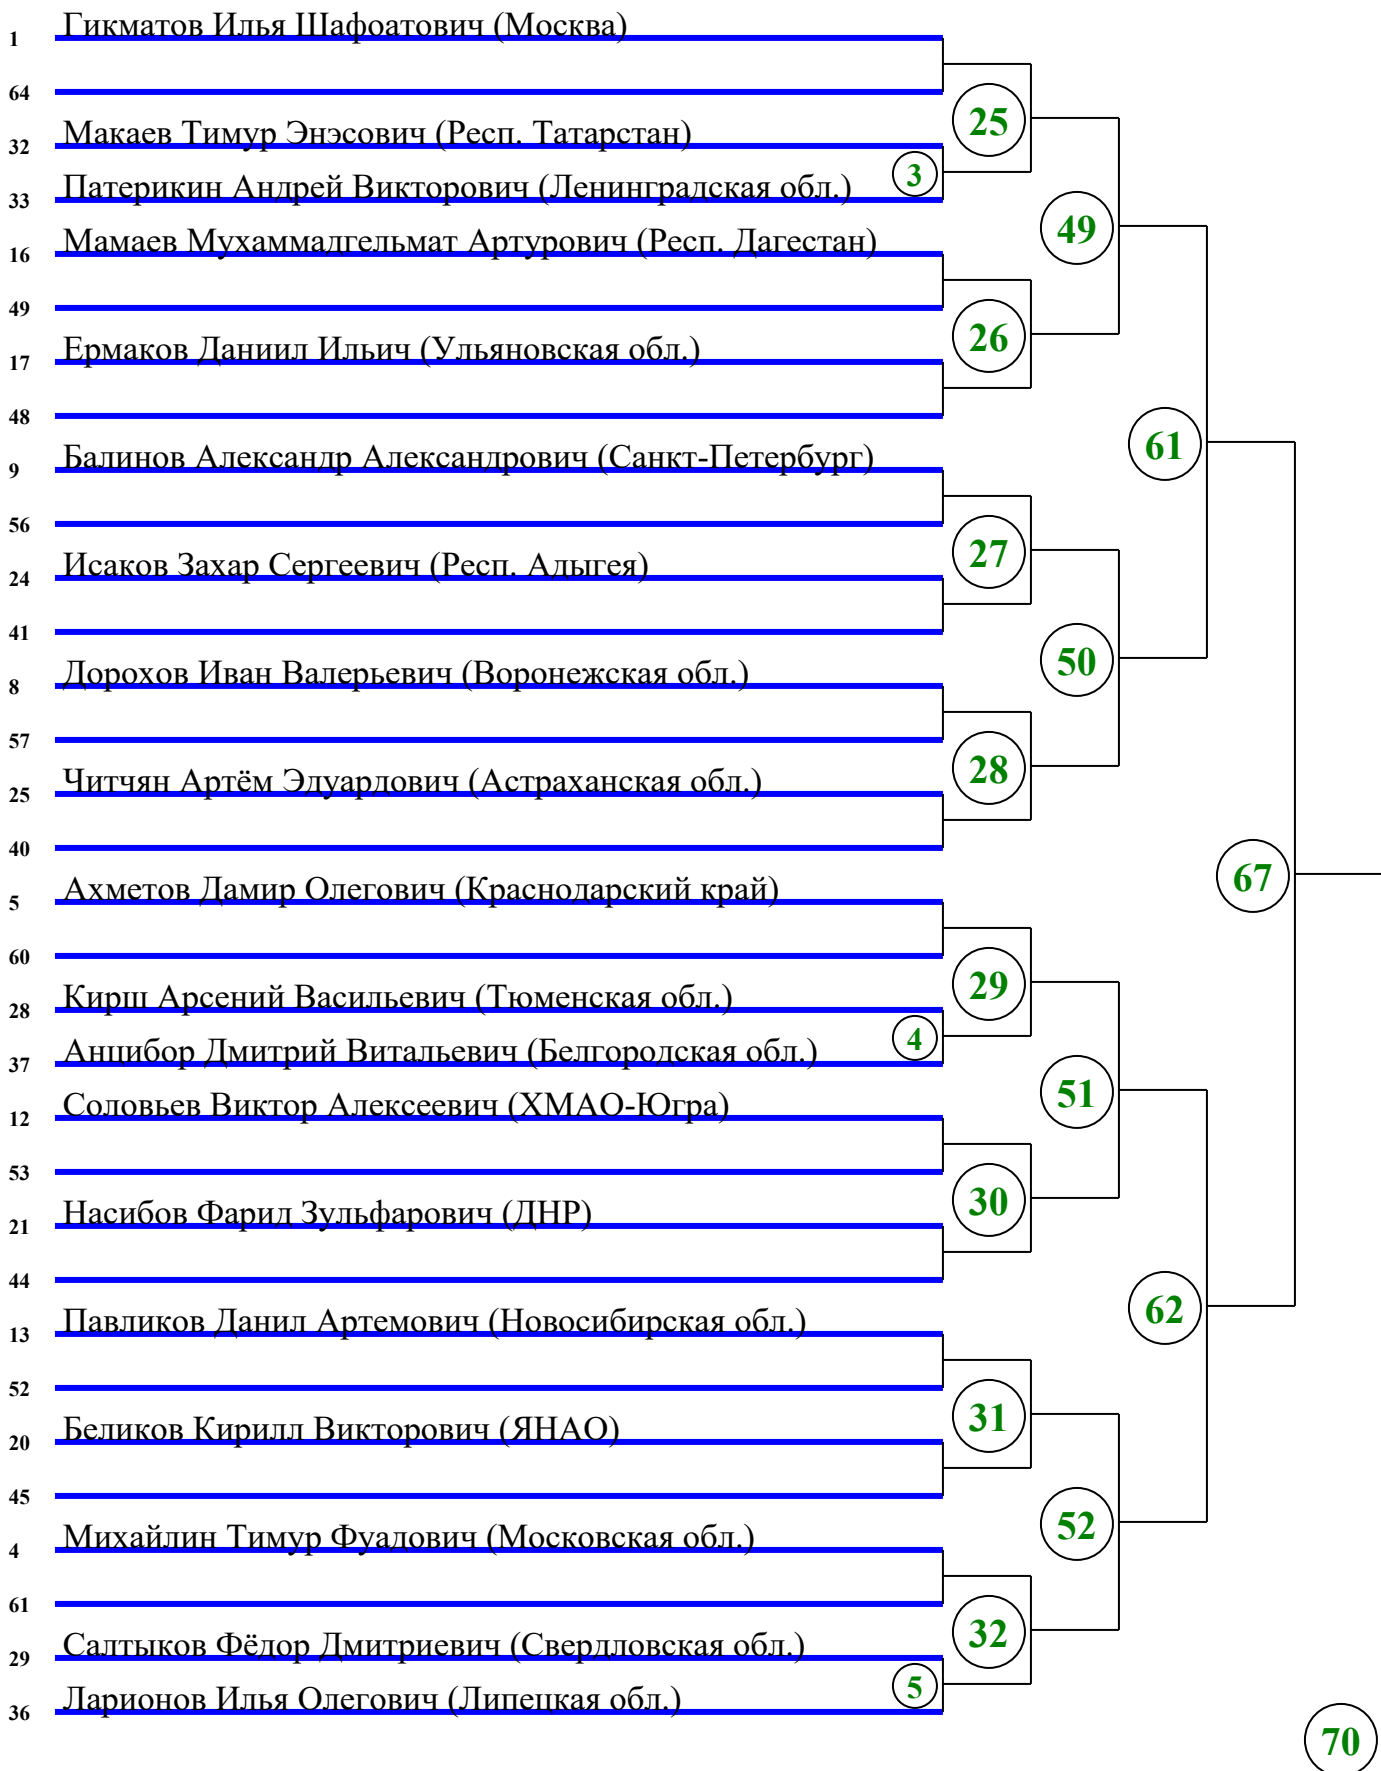 1 Гикматов Илья Шафоатович (Москва)
64
25
32 Макаев Тимур Энэсович (Респ. Татарстан)
3
33 Патерикин Андрей Викторович (Ленинградская обл.)
49
16 Мамаев Мухаммадгельмат Артурович (Респ. Дагестан)
49
26
17 Ермаков Даниил Ильич (Ульяновская обл.)
48
61
9 Балинов Александр Александрович (Санкт-Петербург)
56
27
24 Исаков Захар Сергеевич (Респ. Адыгея)
41
50
8 Дорохов Иван Валерьевич (Воронежская обл.)
57
28
25 Читчян Артём Эдуардович (Астраханская обл.)
40
67
5 Ахметов Дамир Олегович (Краснодарский край)
60
29
28 Кирш Арсений Васильевич (Тюменская обл.)
4
37 Анцибор Дмитрий Витальевич (Белгородская обл.)
51
12 Соловьев Виктор Алексеевич (ХМАО-Югра)
53
30
21 Насибов Фарид Зульфарович (ДНР)
44
62
13 Павликов Данил Артемович (Новосибирская обл.)
52
31
20 Беликов Кирилл Викторович (ЯНАО)
45
52
4 Михайлин Тимур Фуадович (Московская обл.)
61
32
29 Салтыков Фёдор Дмитриевич (Свердловская обл.)
5
36 Ларионов Илья Олегович (Липецкая обл.)
70